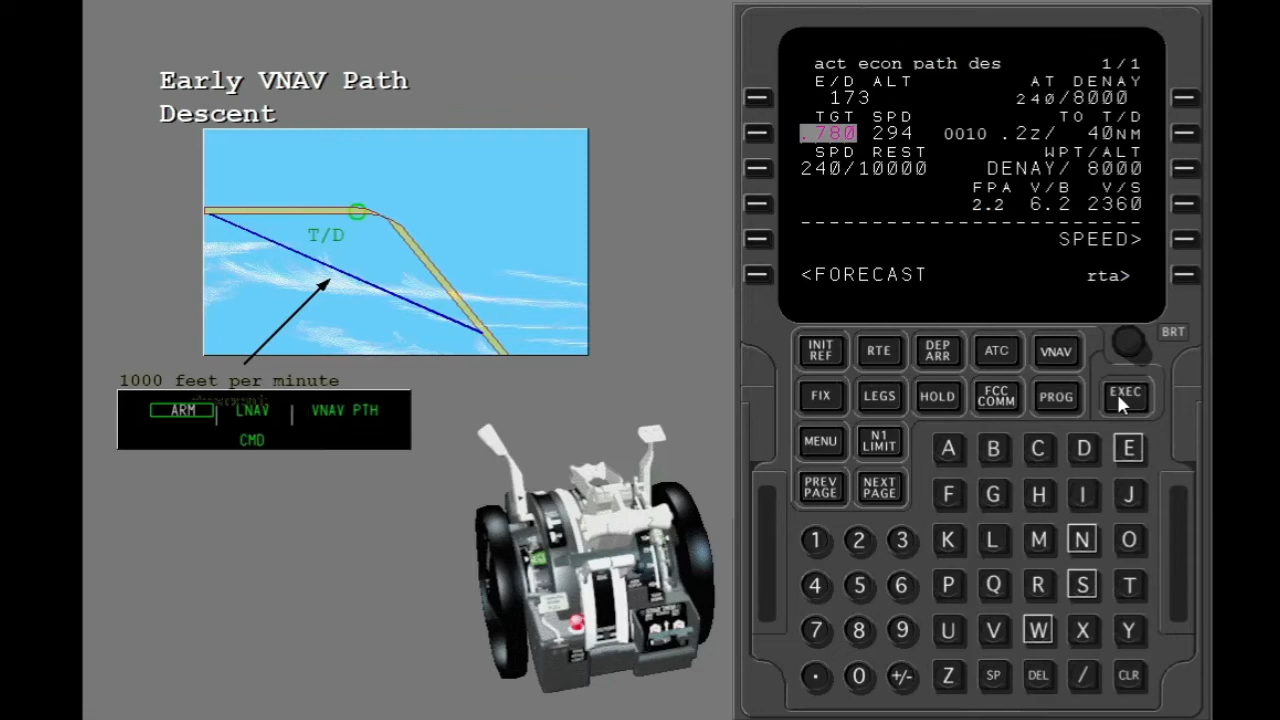 Early VNAV Path
Descent
T/D
1000 feet per minute
ARM LNAV VNAV PTH
CMD
act econ path des 1/1
E/D ALT AT DENAY
173 240/8000
TGT SPD TO T/D
.780 294 0010 .2z/ 40NM
SPD REST WPT/ALT
240/10000 DENAY/ 8000
FPA V/B V/S
2.2 6.2 2360
--------------------------------
SPEED>
<FORECAST rta>
BRT
INIT REF RTE DEP ARR ATC VNAV
FIX LEGS HOLD FCC COMM PROG EXEC
MENU N1 LIMIT
PREV PAGE NEXT PAGE
A B C D E
F G H I J
1 2 3 K L M N O
4 5 6 P Q R S T
7 8 9 U V W X Y
. 0 +/- Z SP DEL / CLR